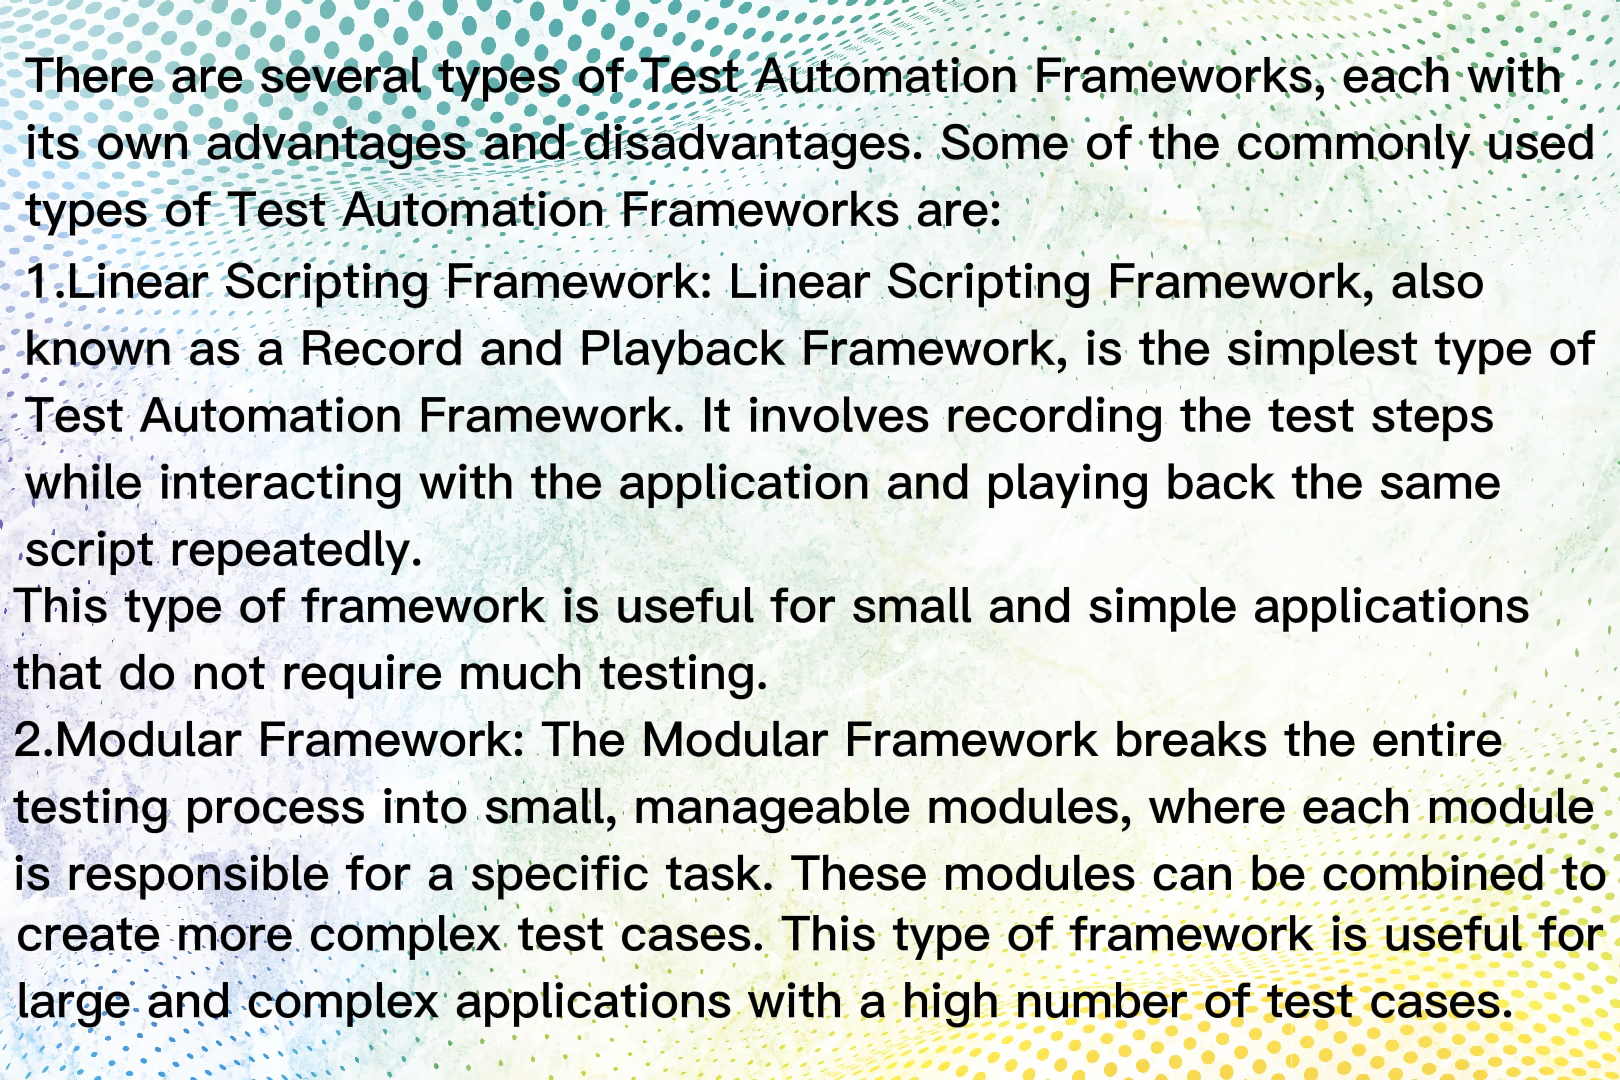 There are several types of Test Automation Frameworks, each with
its own advantages and disadvantages. Some of the commonly used
types of Test Automation Frameworks are:
1.Linear Scripting Framework: Linear Scripting Framework, also
known as a Record and Playback Framework, is the simplest type of
Test Automation Framework. It involves recording the test steps
while interacting with the application and playing back the same
script repeatedly.
This type of framework is useful for small and simple applications
that do not require much testing.
2.Modular Framework: The Modular Framework breaks the entire
testing process into small, manageable modules, where each module
is responsible for a specific task. These modules can be combined to
create more complex test cases. This type of framework is useful for
large and complex applications with a high number of test cases.